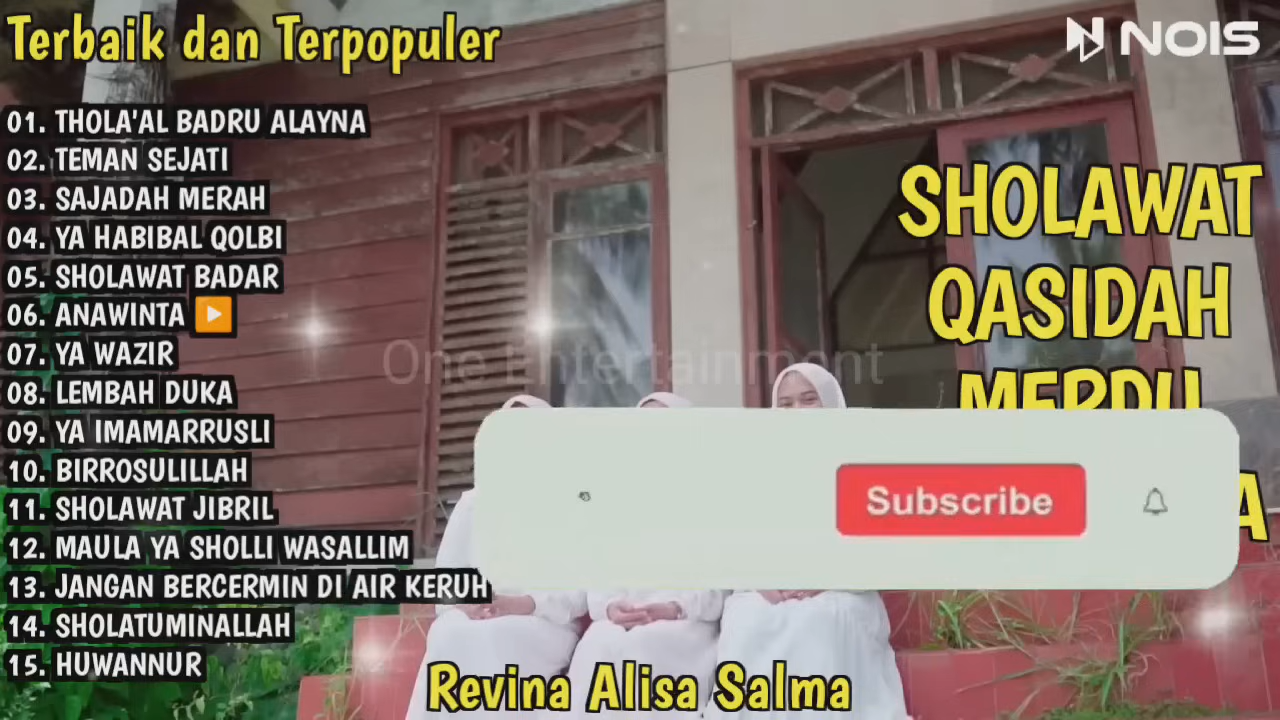 Terbaik dan Terpopuler
NOIS
01. THOLA'AL BADRU ALAYNA
02. TEMAN SEJATI
03. SAJADAH MERAH
04. YA HABIBAL QOLBI
05. SHOLAWAT BADAR
06. ANAWINTA
07. YA WAZIR
08. LEMBAH DUKA
09. YA IMAMARRUSLI
10. BIRROSULILLAH
11. SHOLAWAT JIBRIL
12. MAULA YA SHOLLI WASALLIM
13. JANGAN BERCERMIN DI AIR KERUH
14. SHOLATUMINALLAH
15. HUWANNUR
SHOLAWAT
QASIDAH
MERDU
One Entertainment
Subscribe
Revina Alisa Salma